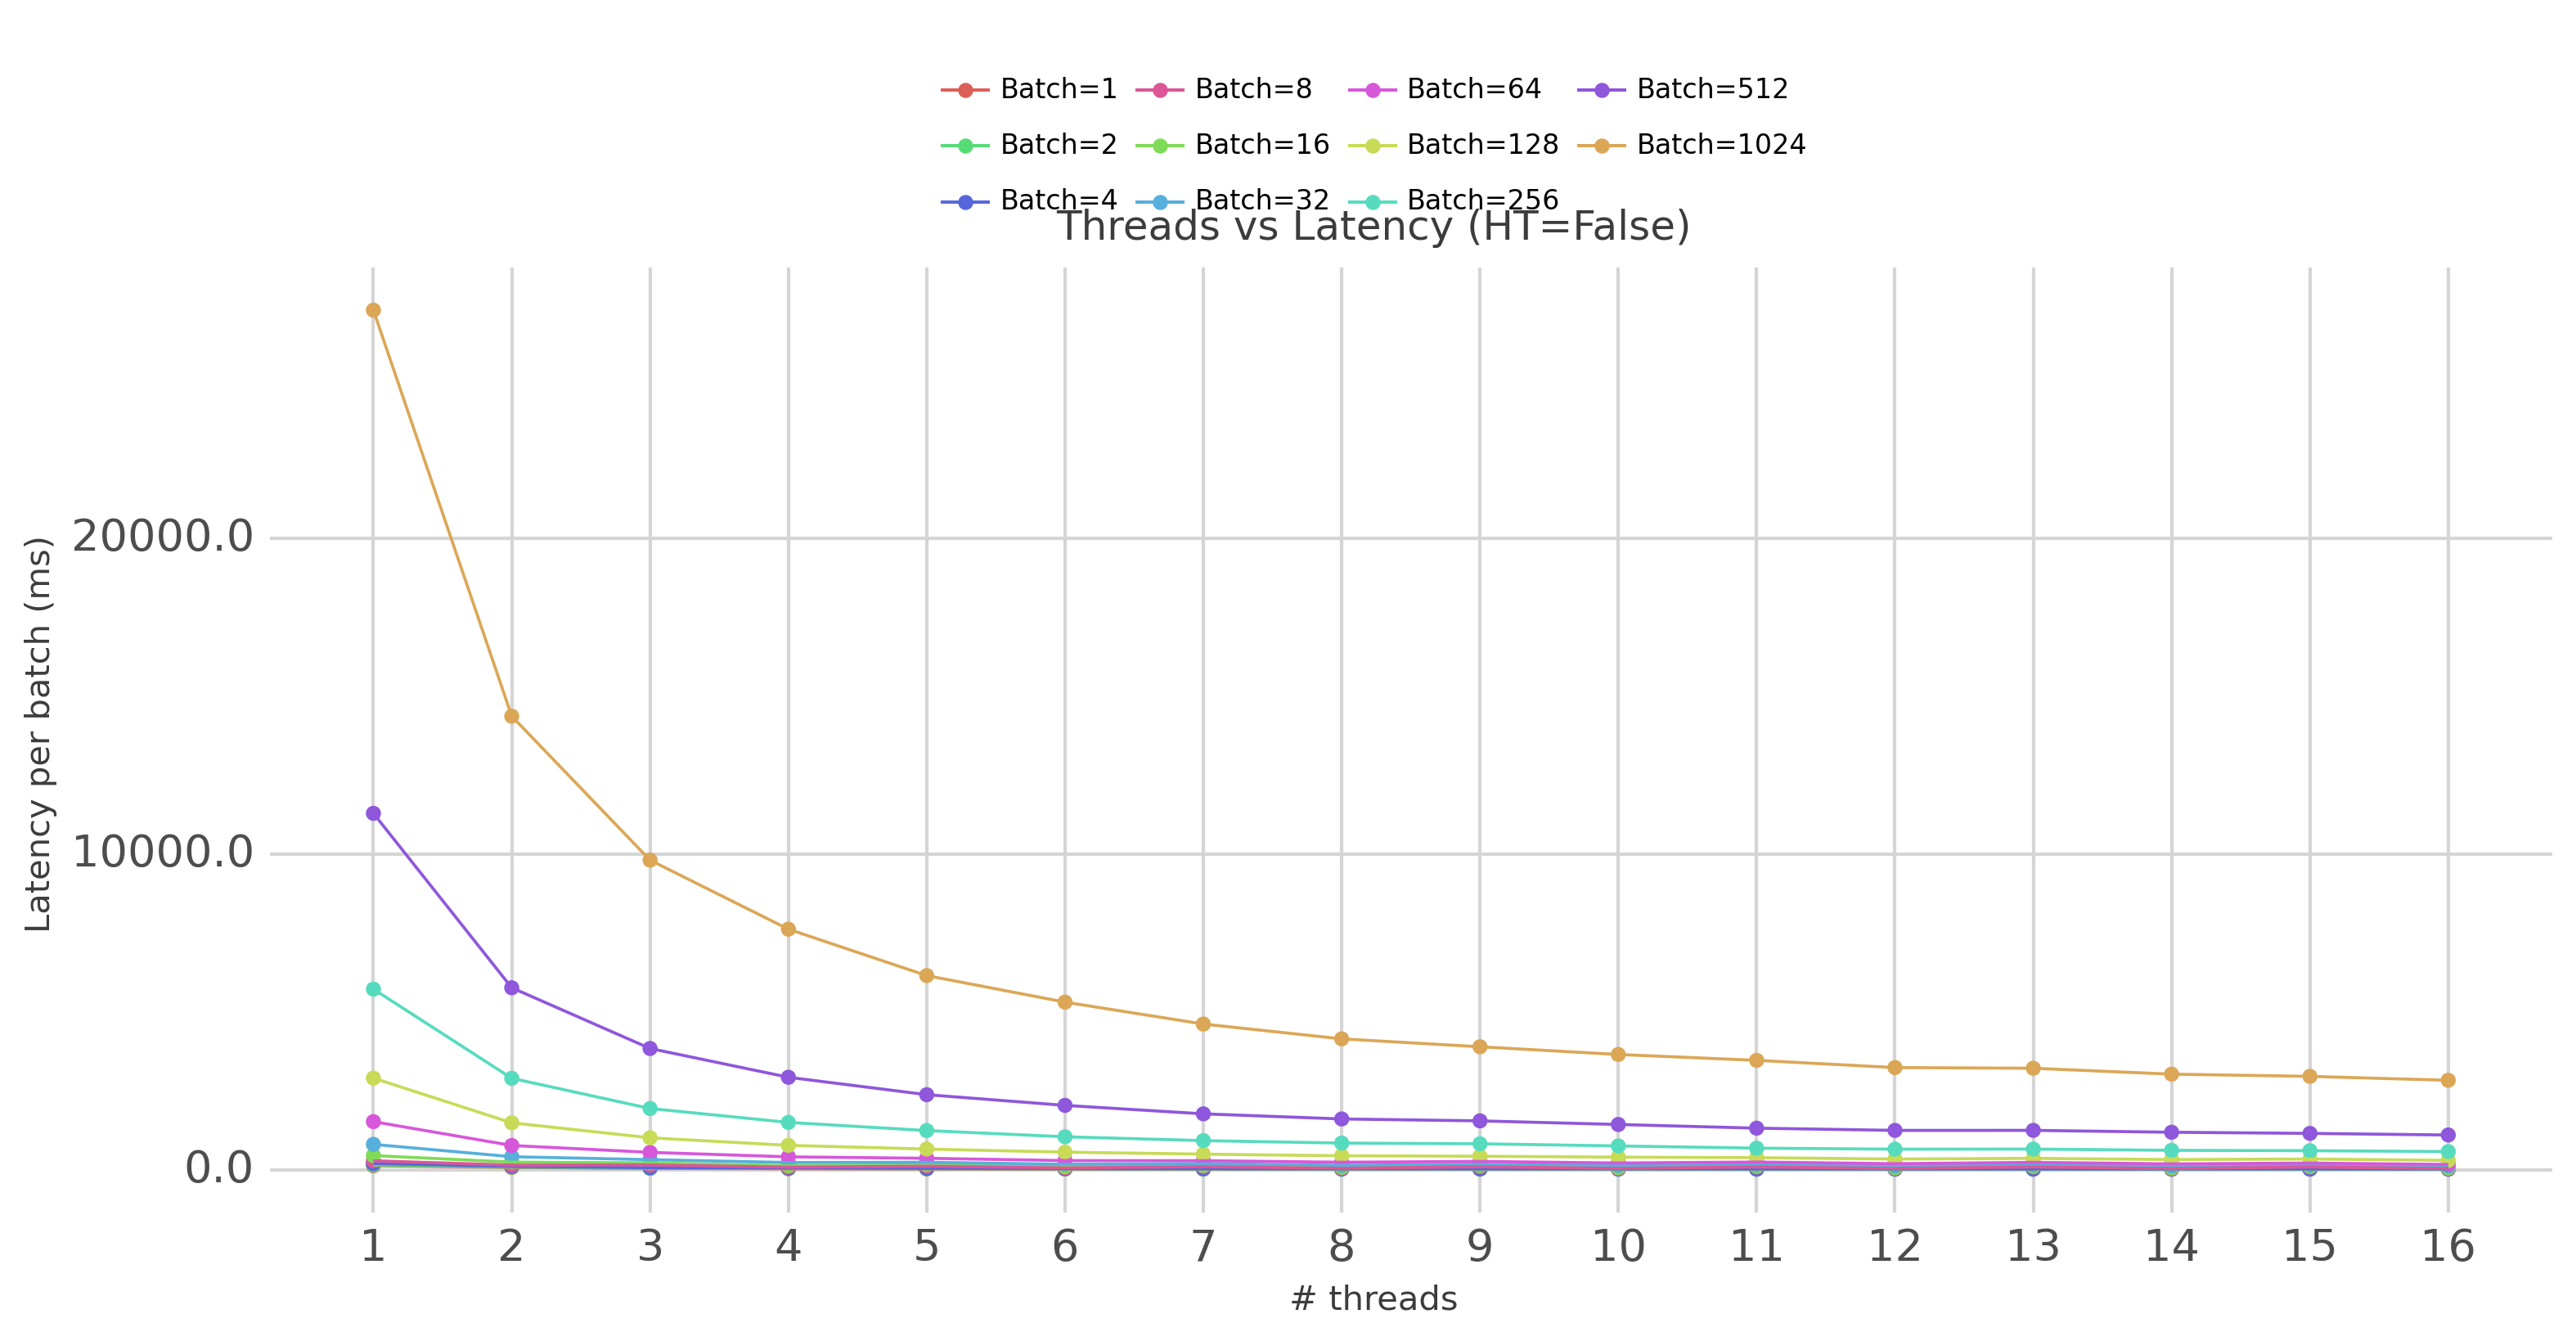 Batch=1 Batch=8 Batch=64 Batch=512
Batch=2 Batch=16 Batch=128 Batch=1024
Batch=4 Batch=32 Batch=256
Threads vs Latency (HT=False)
Latency per batch (ms)
20000.0
10000.0
0.0
1 2 3 4 5 6 7 8 9 10 11 12 13 14 15 16
# threads